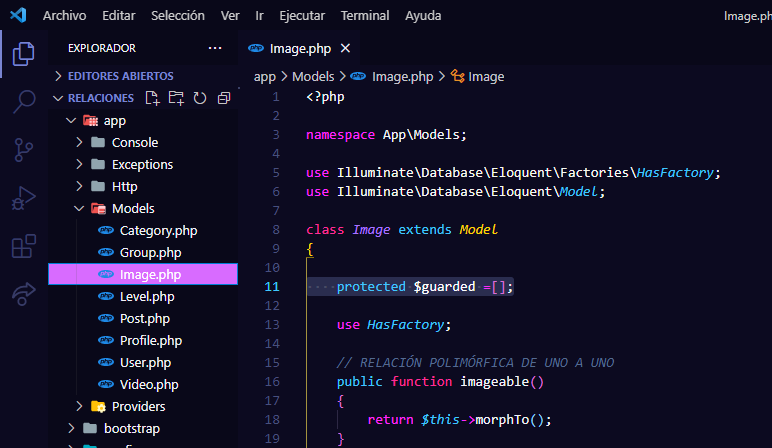 Archivo Editar Selección Ver Ir Ejecutar Terminal Ayuda Image.ph
EXPLORADOR ···
EDITORES ABIERTOS
RELACIONES
app
Console
Exceptions
Http
Models
Category.php
Group.php
Image.php
Level.php
Post.php
Profile.php
User.php
Video.php
Providers
bootstrap
Image.php
app > Models > Image.php > Image
1 <?php
2
3 namespace App\Models;
4
5 use Illuminate\Database\Eloquent\Factories\HasFactory;
6 use Illuminate\Database\Eloquent\Model;
7
8 class Image extends Model
9 {
10
11 ····protected·$guarded·=[];
12
13 use HasFactory;
14
15 // RELACIÓN POLIMÓRFICA DE UNO A UNO
16 public function imageable()
17 {
18 return $this->morphTo();
19 }